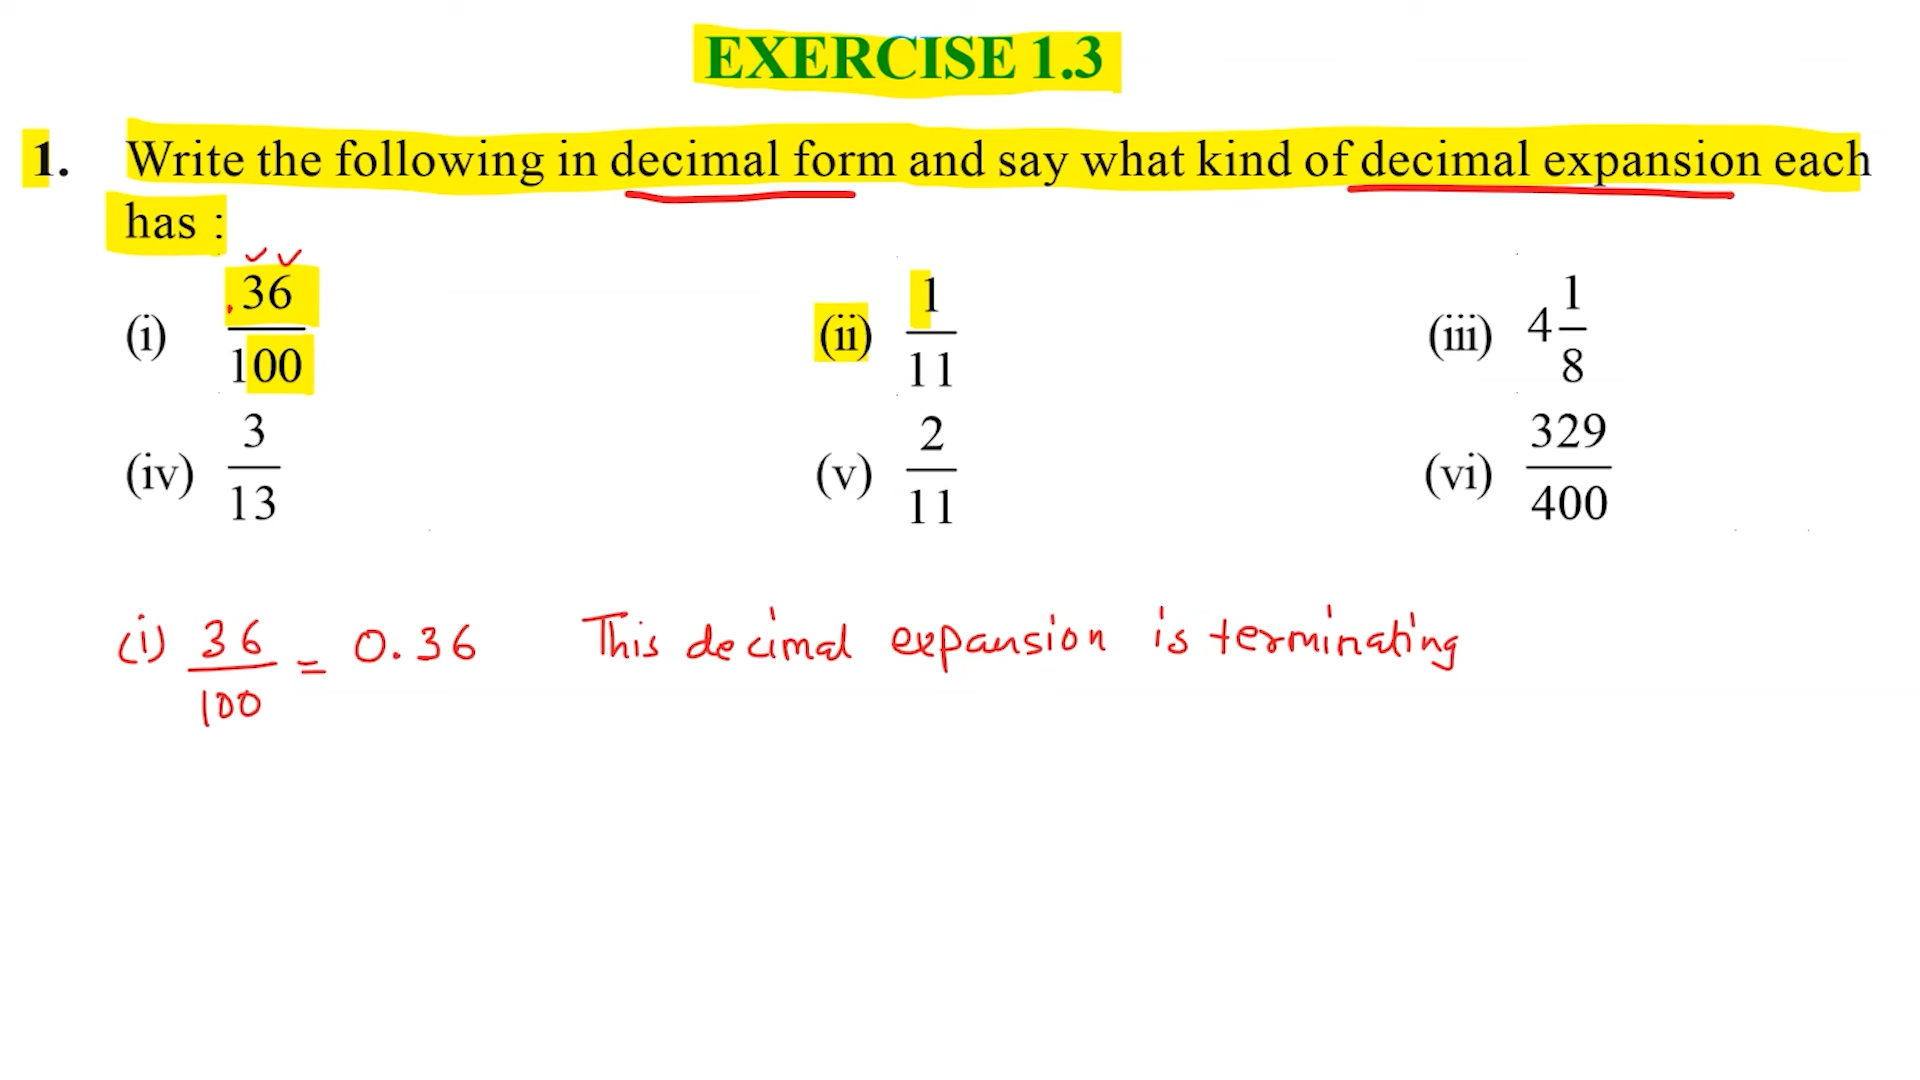 EXERCISE 1.3
1. Write the following in decimal form and say what kind of decimal expansion each
has :
(i) .36/100 (ii) 1/11 (iii) 4 1/8
(iv) 3/13 (v) 2/11 (vi) 329/400
(i) 36/100 = 0.36 This decimal expansion is terminating